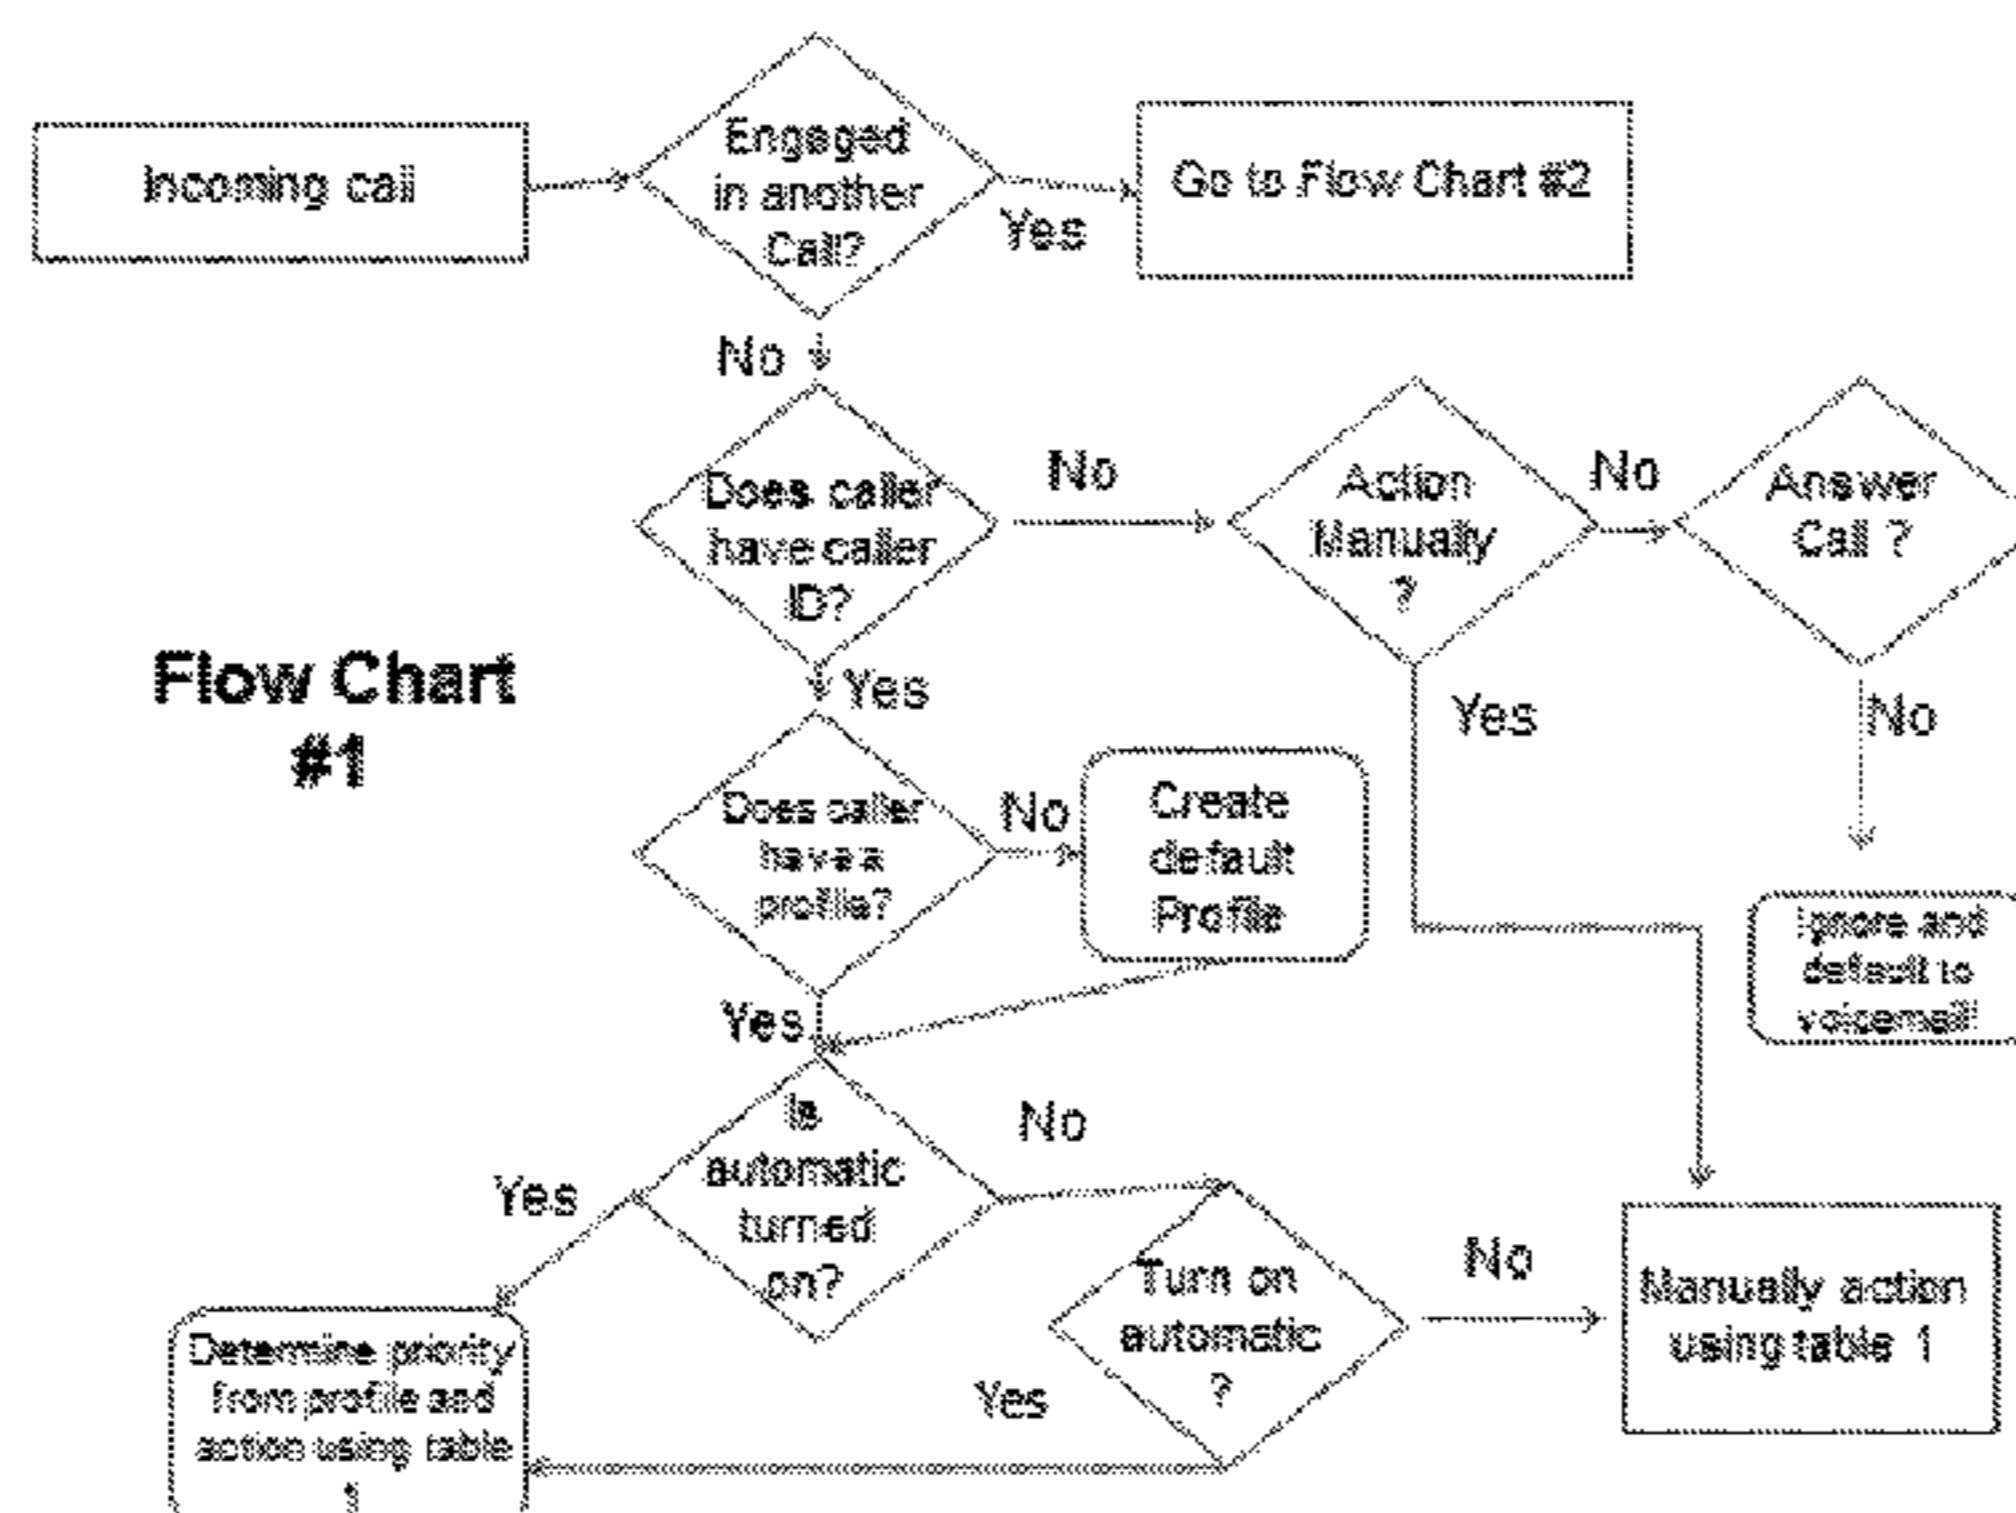 Incoming call
Engaged
in another
Call?
Yes
Go to Flow Chart #2
No
Does caller
have caller
ID?
No
Action
Manually
?
No
Answer
Call ?
Yes
Yes
No
Flow Chart
#1
Does caller
have a
profile?
No
Create
default
Profile
Ignore and
default to
voicemail
Yes
Is
automatic
turned
on?
No
Yes
Turn on
automatic
?
No
Manually action
using table 1
Yes
Determine priority
from profile and
action using table
1